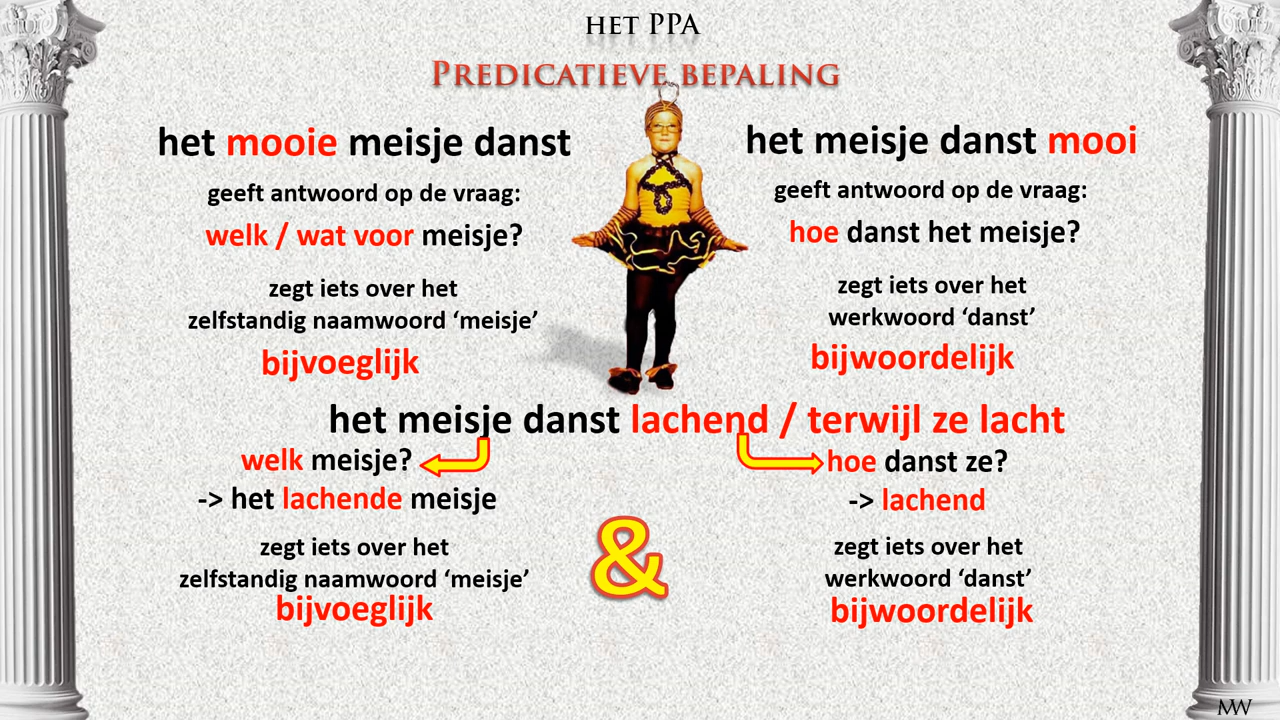 HET PPA
PREDICATIEVE BEPALING
het mooie meisje danst
geeft antwoord op de vraag:
welk / wat voor meisje?
zegt iets over het
zelfstandig naamwoord ‘meisje’
bijvoeglijk
het meisje danst mooi
geeft antwoord op de vraag:
hoe danst het meisje?
zegt iets over het
werkwoord ‘danst’
bijwoordelijk
het meisje danst lachend / terwijl ze lacht
welk meisje?
-> het lachende meisje
zegt iets over het
zelfstandig naamwoord ‘meisje’
bijvoeglijk
&
hoe danst ze?
-> lachend
zegt iets over het
werkwoord ‘danst’
bijwoordelijk
MW